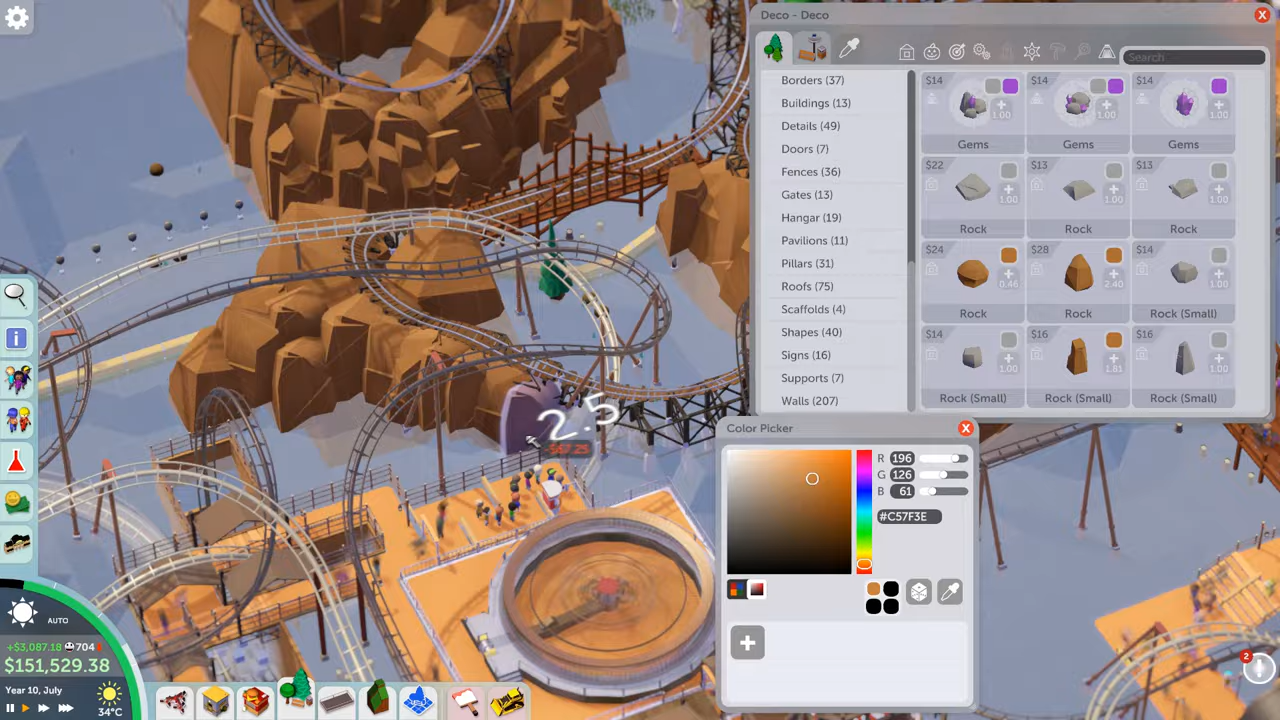 Deco - Deco
Search
Borders (37)
Buildings (13)
Details (49)
Doors (7)
Fences (36)
Gates (13)
Hangar (19)
Pavilions (11)
Pillars (31)
Roofs (75)
Scaffolds (4)
Shapes (40)
Signs (16)
Supports (7)
Walls (207)
$14 $14 $14
1.00 1.00 1.00
Gems Gems Gems
$22 $13 $13
1.00 1.00 1.00
Rock Rock Rock
$24 $28 $14
0.46 2.40 1.00
Rock Rock Rock (Small)
$14 $16 $16
1.00 1.81 1.00
Rock (Small) Rock (Small) Rock (Small)
2.5
Color Picker
R 196
G 126
B 61
#C57F3E
AUTO
+$3,087.18 704
$151,529.38
Year 10, July
34°C
2